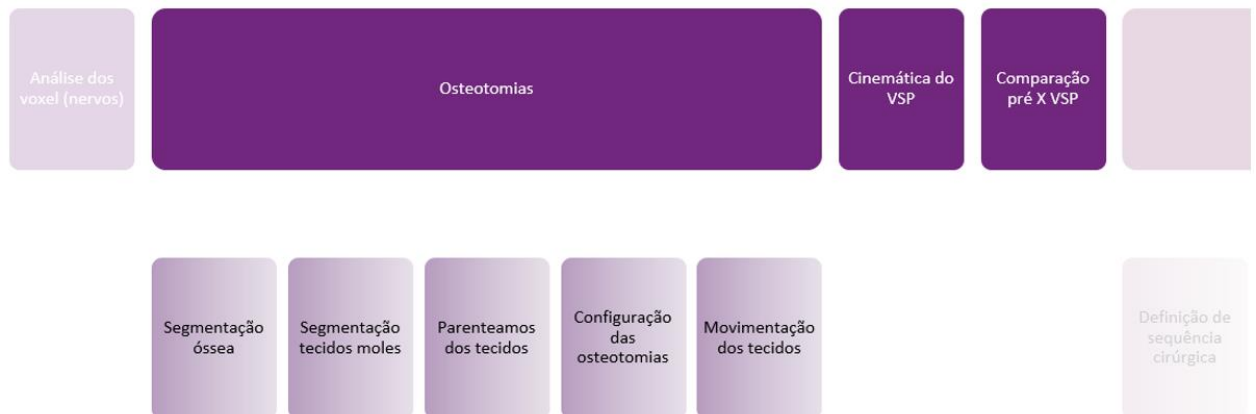 Análise dos
voxel (nervos)
Osteotomias
Cinemática do
VSP
Comparação
pré X VSP
Segmentação
óssea
Segmentação
tecidos moles
Parenteamos
dos tecidos
Configuração
das
osteotomias
Movimentação
dos tecidos
Definição de
sequência
cirúrgica